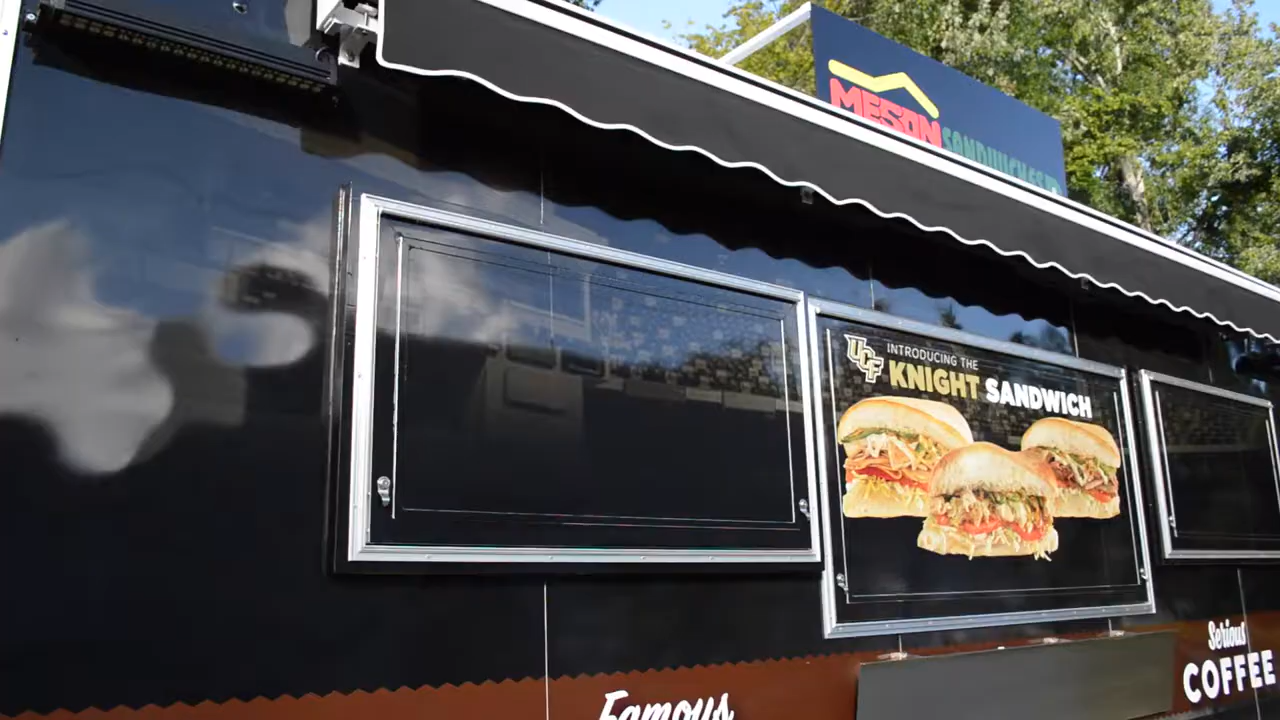 MESON SANDWICHES
UCF
INTRODUCING THE
KNIGHT SANDWICH
Serious
COFFEE
Famous